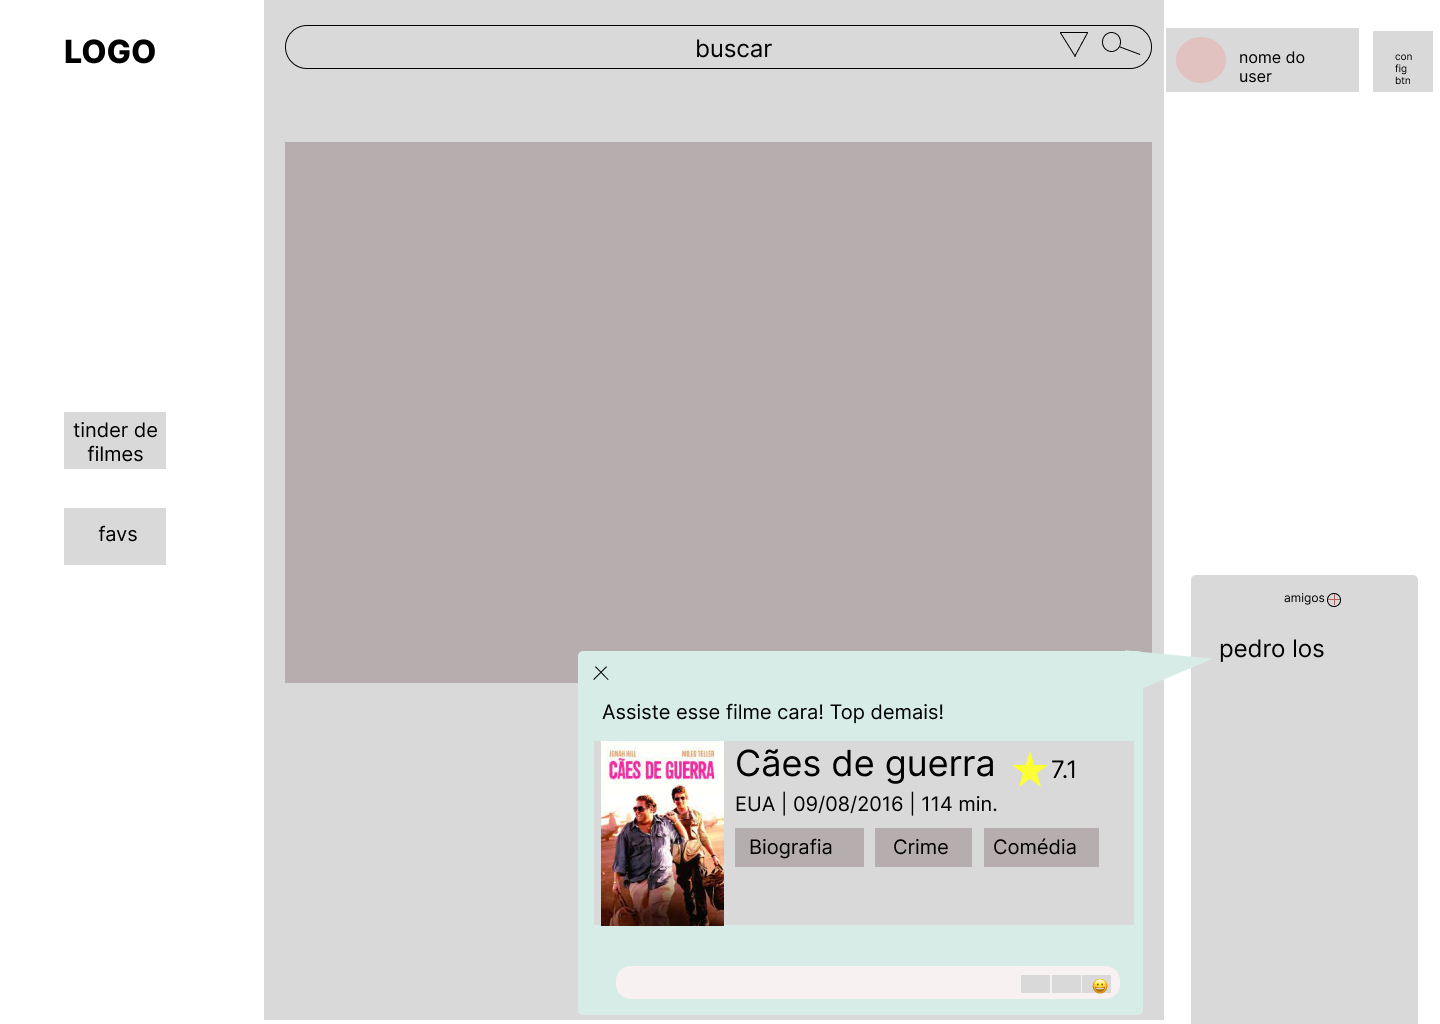 LOGO
buscar
nome do
user
con
fig
btn
tinder de
filmes
favs
amigos
pedro los
Assiste esse filme cara! Top demais!
JONAH HILL MILES TELLER
CÃES DE GUERRA
Cães de guerra 7.1
EUA | 09/08/2016 | 114 min.
Biografia Crime Comédia